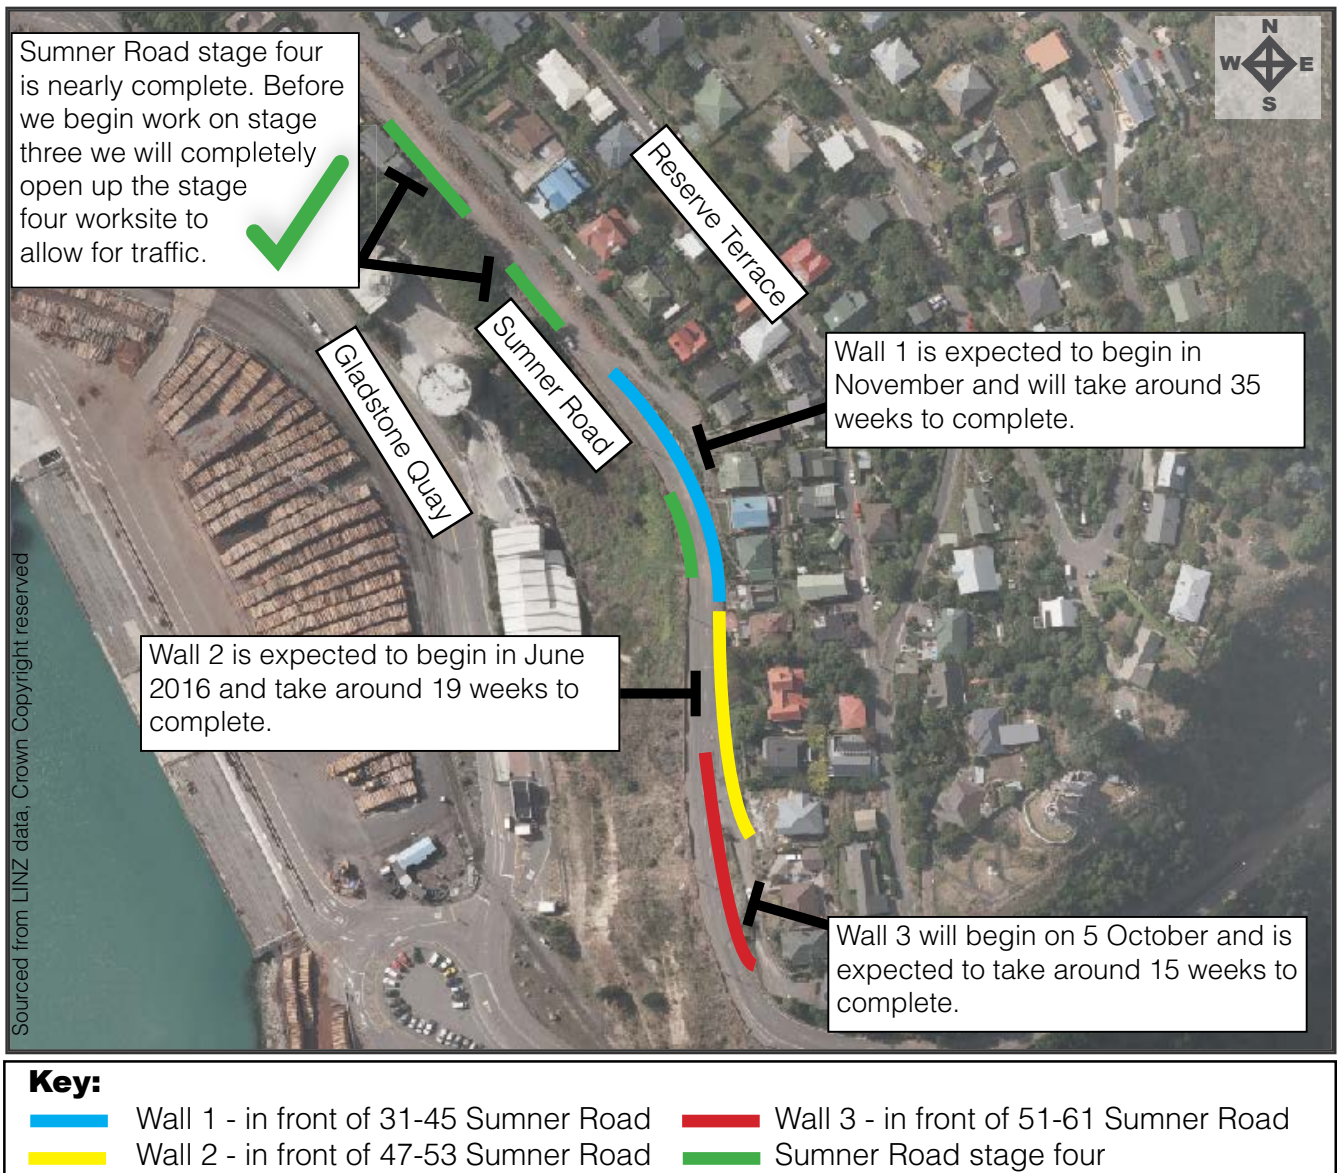 Sumner Road stage four
is nearly complete. Before
we begin work on stage
three we will completely
open up the stage
four worksite to
allow for traffic.
N
W E
S
Reserve Terrace
Sumner Road
Gladstone Quay
Wall 1 is expected to begin in
November and will take around 35
weeks to complete.
Wall 2 is expected to begin in June
2016 and take around 19 weeks to
complete.
Wall 3 will begin on 5 October and is
expected to take around 15 weeks to
complete.
Sourced from LINZ data, Crown Copyright reserved
Key:
Wall 1 - in front of 31-45 Sumner Road
Wall 3 - in front of 51-61 Sumner Road
Wall 2 - in front of 47-53 Sumner Road
Sumner Road stage four